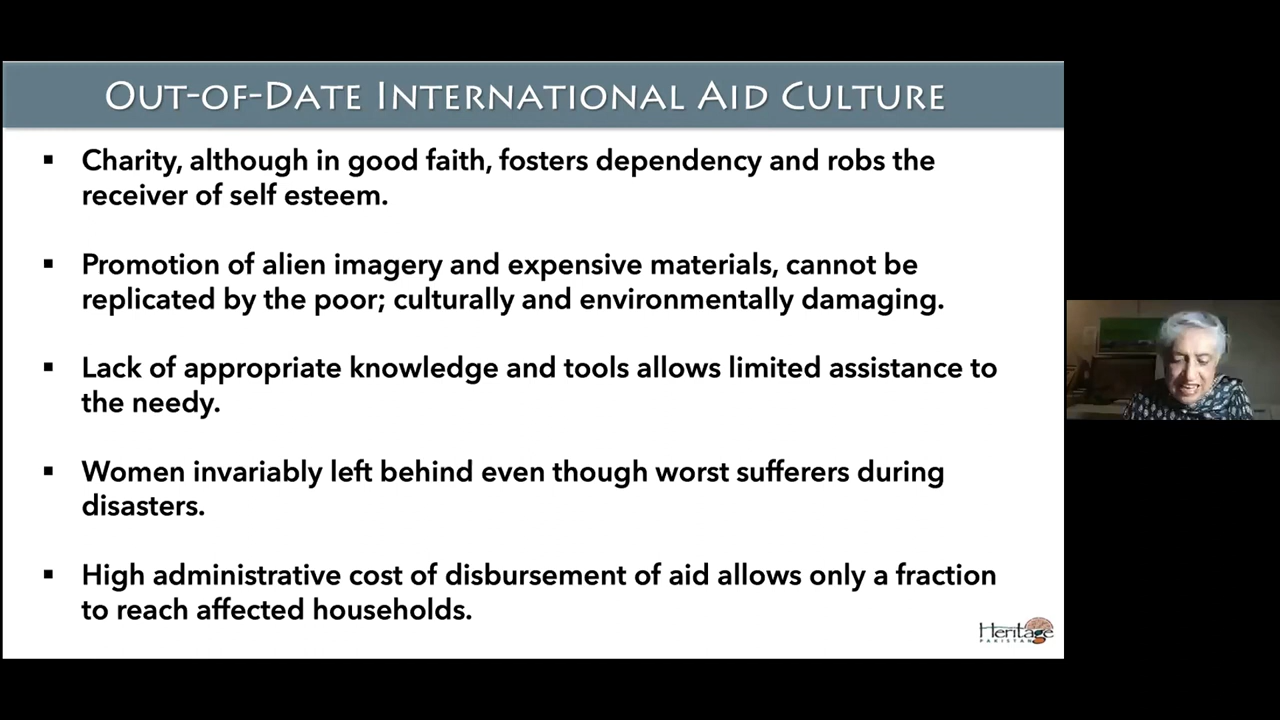 OUT-OF-DATE INTERNATIONAL AID CULTURE
▪ Charity, although in good faith, fosters dependency and robs the
receiver of self esteem.
▪ Promotion of alien imagery and expensive materials, cannot be
replicated by the poor; culturally and environmentally damaging.
▪ Lack of appropriate knowledge and tools allows limited assistance to
the needy.
▪ Women invariably left behind even though worst sufferers during
disasters.
▪ High administrative cost of disbursement of aid allows only a fraction
to reach affected households.
Heritage
PAKISTAN